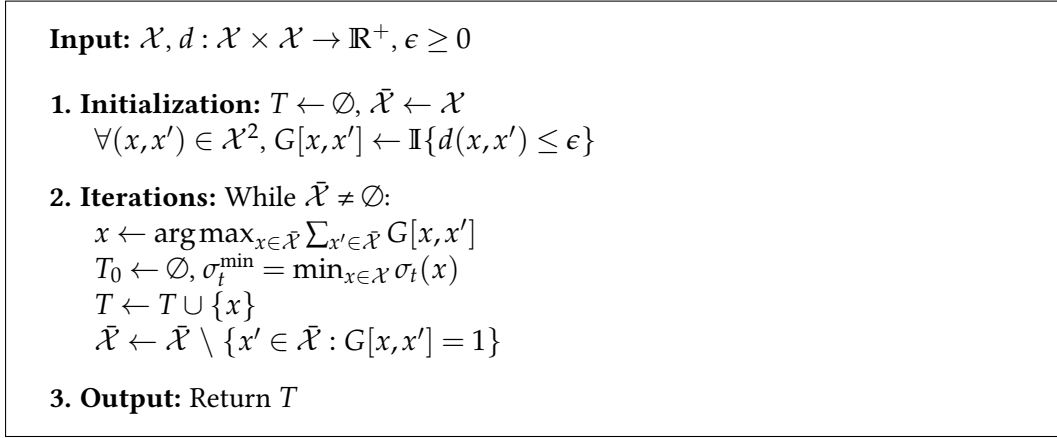 Input: 𝒳, d : 𝒳 × 𝒳 → ℝ⁺, ϵ ≥ 0
1. Initialization: T ← ∅, 𝒳̄ ← 𝒳
∀(x, x′) ∈ 𝒳², G[x, x′] ← 𝕀{d(x, x′) ≤ ϵ}
2. Iterations: While 𝒳̄ ≠ ∅:
x ← arg max_{x∈𝒳̄} ∑_{x′∈𝒳̄} G[x, x′]
T₀ ← ∅, σ_t^{min} = min_{x∈𝒳} σ_t(x)
T ← T ∪ {x}
𝒳̄ ← 𝒳̄ \ {x′ ∈ 𝒳̄ : G[x, x′] = 1}
3. Output: Return T